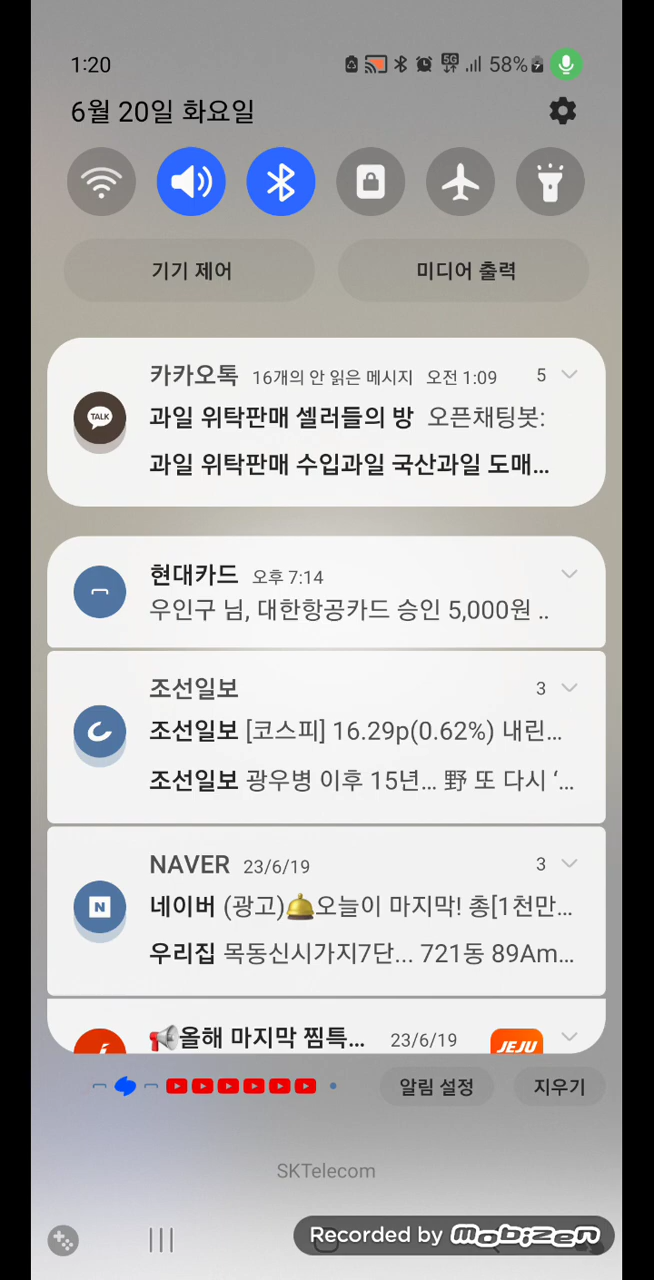 1:20 5G 58%
6월 20일 화요일
기기 제어 미디어 출력
카카오톡 16개의 안 읽은 메시지 오전 1:09 5
TALK
과일 위탁판매 셀러들의 방 오픈채팅봇:
과일 위탁판매 수입과일 국산과일 도매...
현대카드 오후 7:14
우인구 님, 대한항공카드 승인 5,000원 ..
조선일보 3
조선일보 [코스피] 16.29p(0.62%) 내린...
조선일보 광우병 이후 15년... 野 또 다시 ‘...
NAVER 23/6/19 3
N
네이버 (광고)🛎️오늘이 마지막! 총[1천만...
우리집 목동신시가지7단... 721동 89Am...
📢올해 마지막 찜특... 23/6/19 JEJU
알림 설정 지우기
SKTelecom
Recorded by mobizen